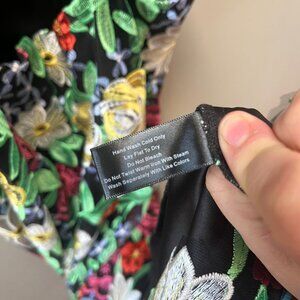 Hand Wash Cold Only
Lay Flat To Dry
Do Not Bleach
Do Not Twist Warm Iron With Steam
Wash Separately With Like Colors